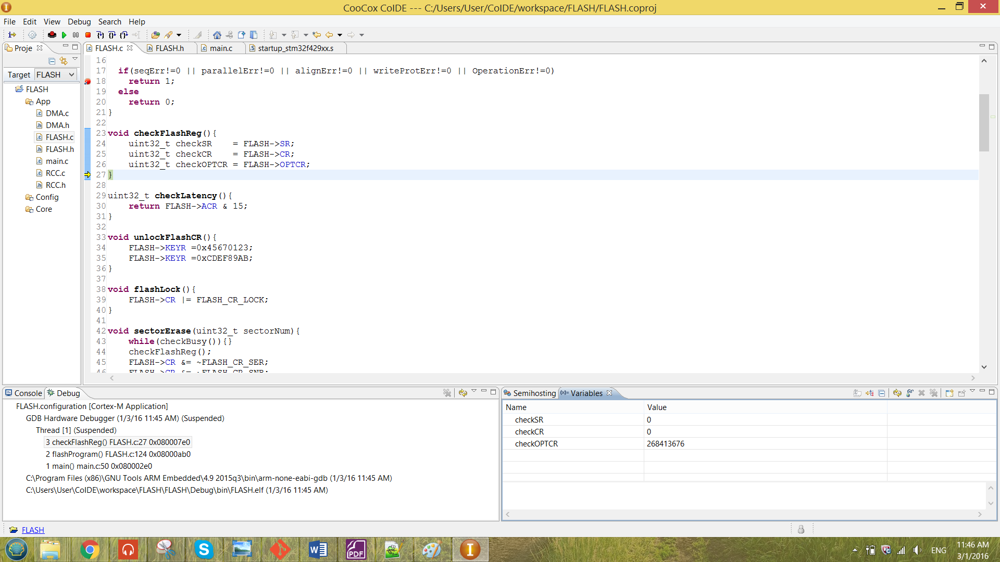 CooCox CoIDE --- C:/Users/User/CoIDE/workspace/FLASH/FLASH.coproj
File Edit View Debug Search Help
Proje
Target FLASH
FLASH
App
DMA.c
DMA.h
FLASH.c
FLASH.h
main.c
RCC.c
RCC.h
Config
Core
FLASH.c FLASH.h main.c startup_stm32f429xx.s
16
17 if(seqErr!=0 || parallelErr!=0 || alignErr!=0 || writeProtErr!=0 || OperationErr!=0)
18 return 1;
19 else
20 return 0;
21 }
22
23 void checkFlashReg(){
24 uint32_t checkSR = FLASH->SR;
25 uint32_t checkCR = FLASH->CR;
26 uint32_t checkOPTCR = FLASH->OPTCR;
27 }
28
29 uint32_t checkLatency(){
30 return FLASH->ACR & 15;
31 }
32
33 void unlockFlashCR(){
34 FLASH->KEYR =0x45670123;
35 FLASH->KEYR =0xCDEF89AB;
36 }
37
38 void flashLock(){
39 FLASH->CR |= FLASH_CR_LOCK;
40 }
41
42 void sectorErase(uint32_t sectorNum){
43 while(checkBusy()){}
44 checkFlashReg();
45 FLASH->CR &= ~FLASH_CR_SER;
46 FLASH->CR &= ~FLASH_CR_SNB;
Console Debug
FLASH.configuration [Cortex-M Application]
GDB Hardware Debugger (1/3/16 11:45 AM) (Suspended)
Thread [1] (Suspended)
3 checkFlashReg() FLASH.c:27 0x080007e0
2 flashProgram() FLASH.c:124 0x08000ab0
1 main() main.c:50 0x080002e0
C:\Program Files (x86)\GNU Tools ARM Embedded\4.9 2015q3\bin\arm-none-eabi-gdb (1/3/16 11:45 AM)
C:\Users\User\CoIDE\workspace\FLASH\FLASH\Debug\bin\FLASH.elf (1/3/16 11:45 AM)
Semihosting Variables
Name Value
checkSR 0
checkCR 0
checkOPTCR 268413676
FLASH
PDF
ENG
11:46 AM
3/1/2016